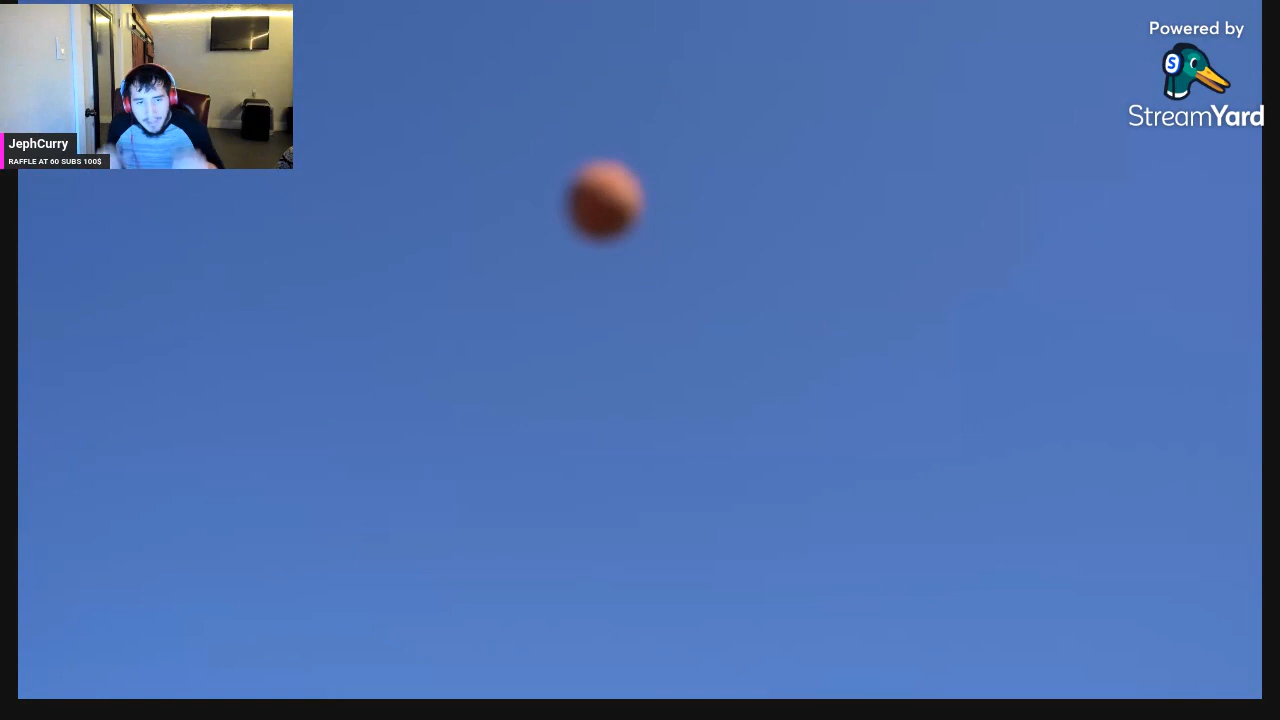 Powered by
S
StreamYard
JephCurry
RAFFLE AT 60 SUBS 100$